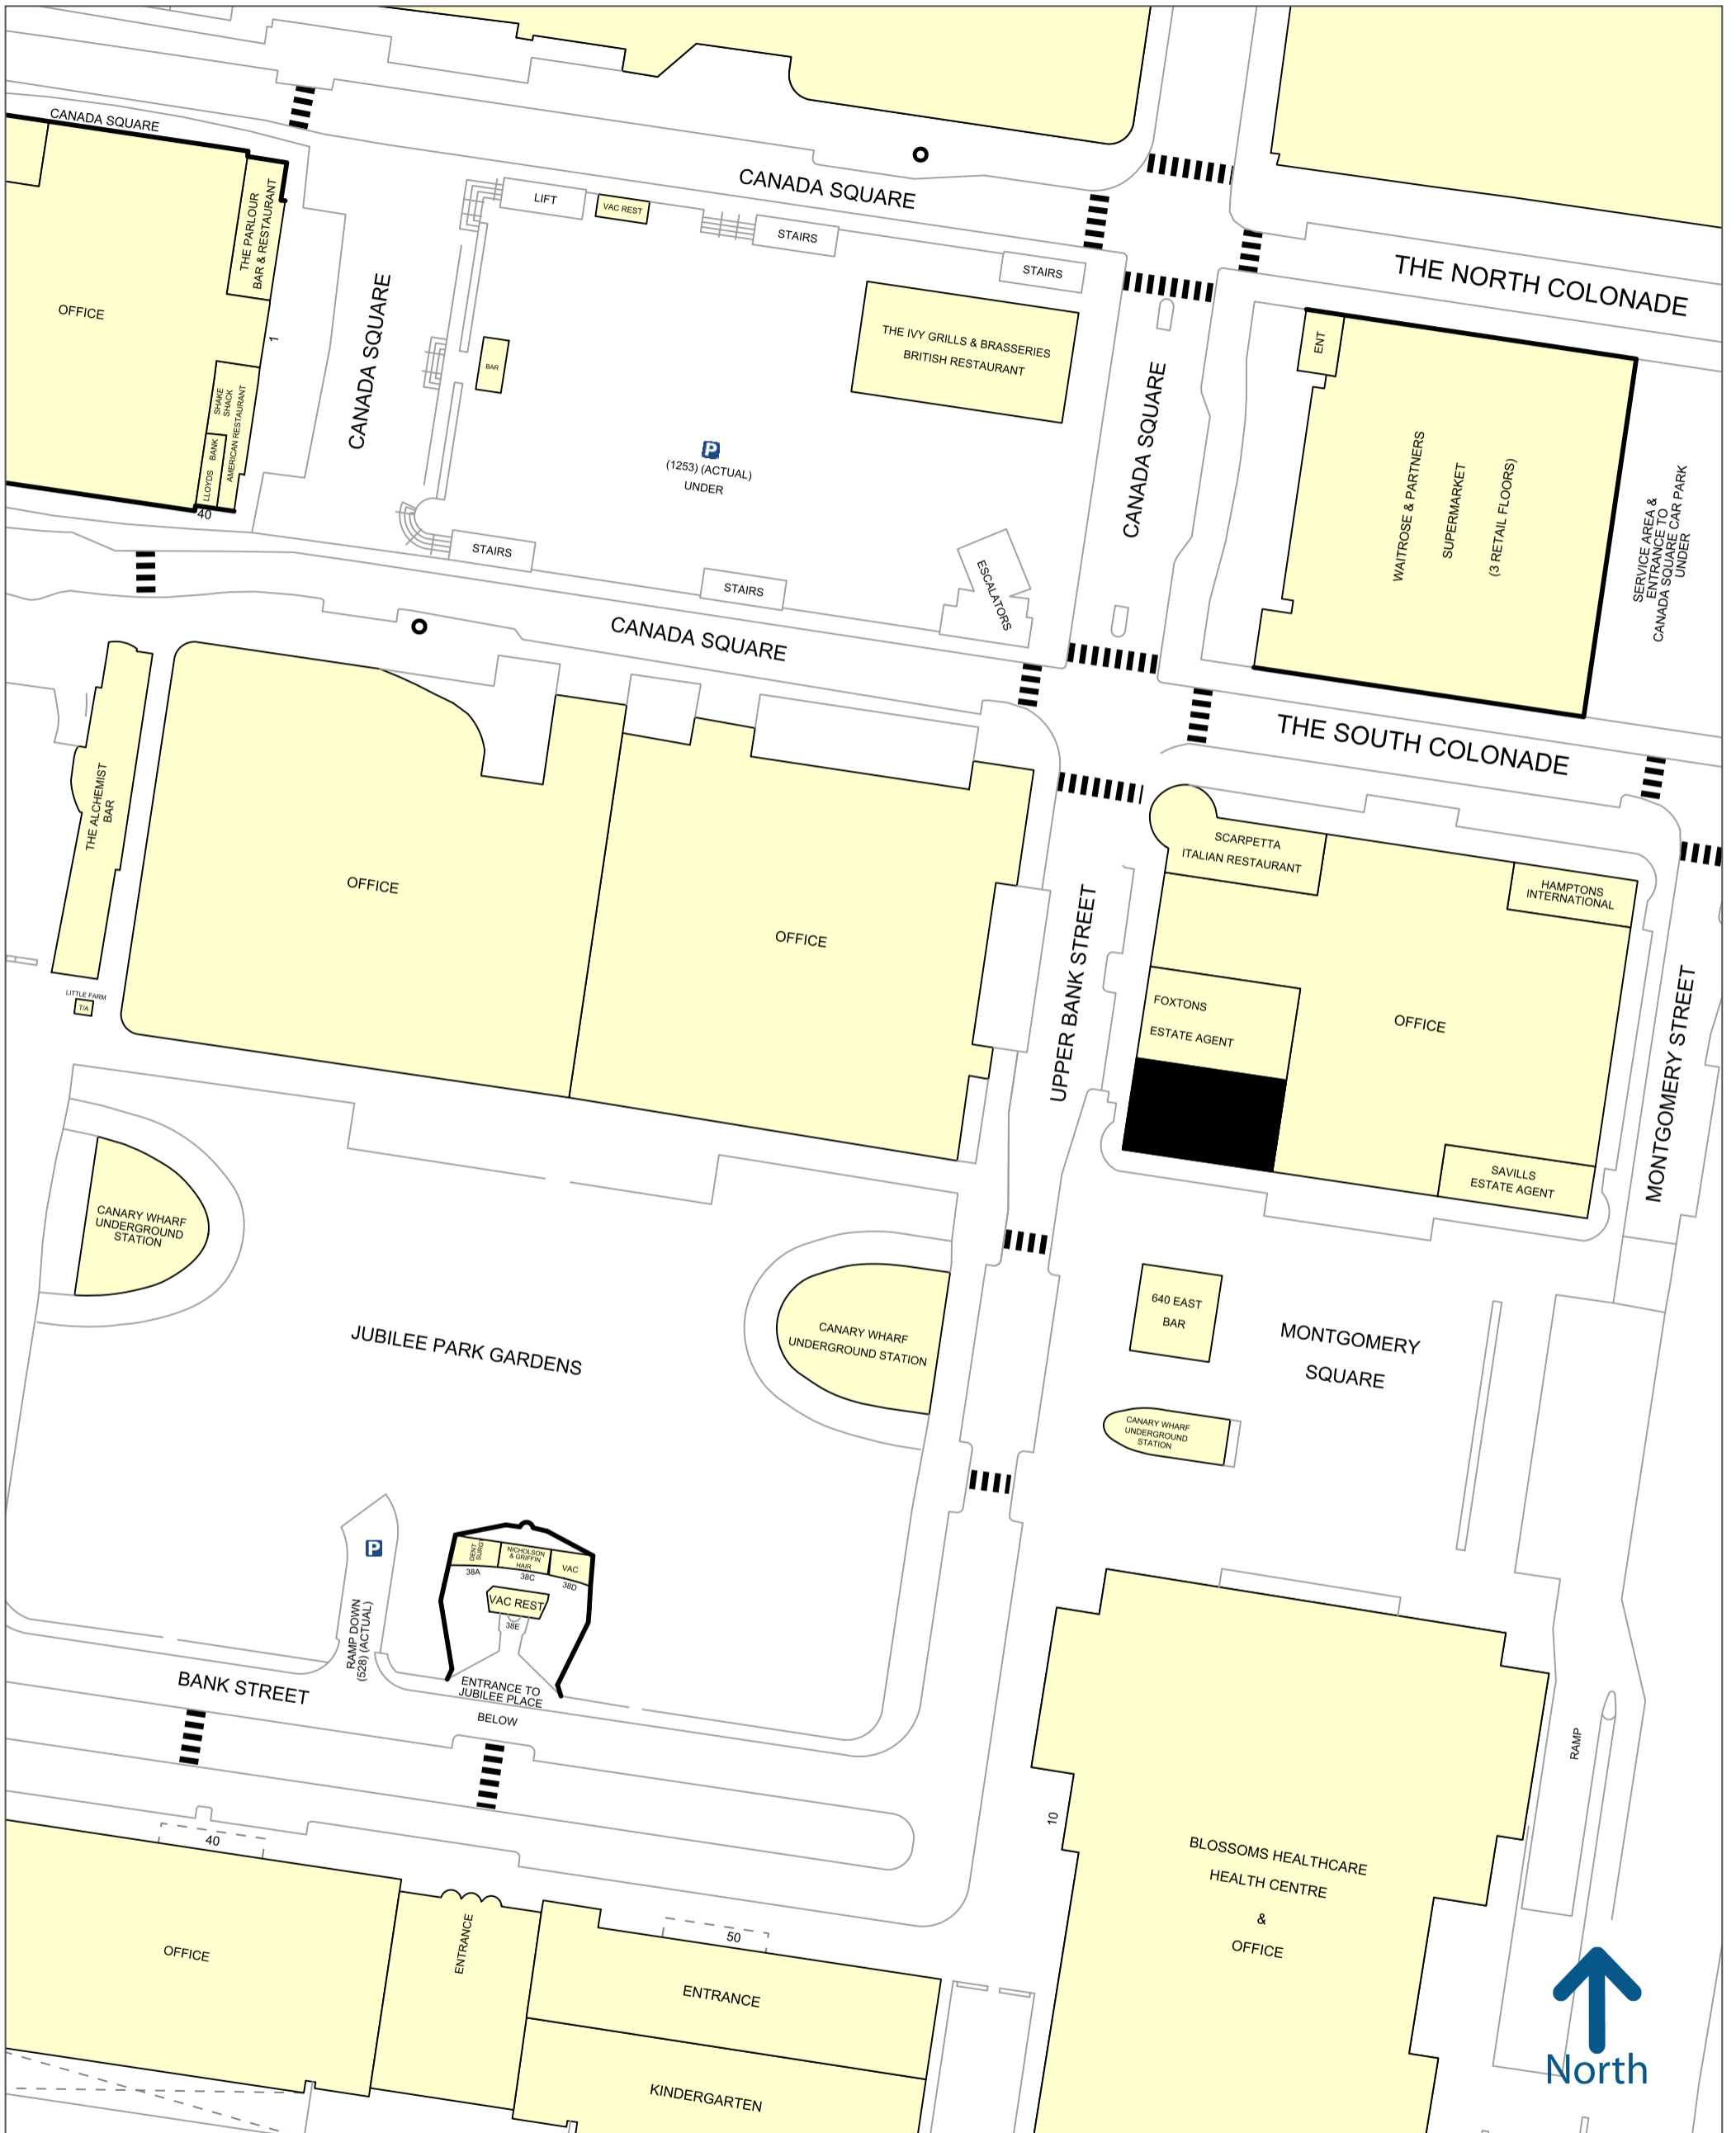 CANADA SQUARE
CANADA SQUARE
THE NORTH COLONADE
LIFT
VAC REST
STAIRS
STAIRS
THE PARLOUR
BAR & RESTAURANT
OFFICE
1
CANADA SQUARE
BAR
THE IVY GRILLS & BRASSERIES
BRITISH RESTAURANT
CANADA SQUARE
ENT
WAITROSE & PARTNERS
SUPERMARKET
(3 RETAIL FLOORS)
SERVICE AREA &
ENTRANCE TO
CANADA SQUARE CAR PARK
UNDER
SHAKE
SHACK
AMERICAN RESTAURANT
LLOYDS BANK
40
P
(1253) (ACTUAL)
UNDER
STAIRS
STAIRS
ESCALATORS
CANADA SQUARE
THE SOUTH COLONADE
THE ALCHEMIST
BAR
LITTLE FARM
T/A
OFFICE
OFFICE
UPPER BANK STREET
SCARPETTA
ITALIAN RESTAURANT
HAMPTONS
INTERNATIONAL
FOXTONS
ESTATE AGENT
OFFICE
MONTGOMERY STREET
SAVILLS
ESTATE AGENT
CANARY WHARF
UNDERGROUND
STATION
JUBILEE PARK GARDENS
CANARY WHARF
UNDERGROUND STATION
640 EAST
BAR
MONTGOMERY
SQUARE
CANARY WHARF
UNDERGROUND
STATION
P
RAMP DOWN
(528) (ACTUAL)
DENT
SURG
NICHOLSON
& GRIFFIN
HAIR
VAC
38A
38C
38D
VAC REST
38E
ENTRANCE TO
JUBILEE PLACE
BELOW
BANK STREET
40
OFFICE
ENTRANCE
50
ENTRANCE
KINDERGARTEN
10
BLOSSOMS HEALTHCARE
HEALTH CENTRE
&
OFFICE
RAMP
North